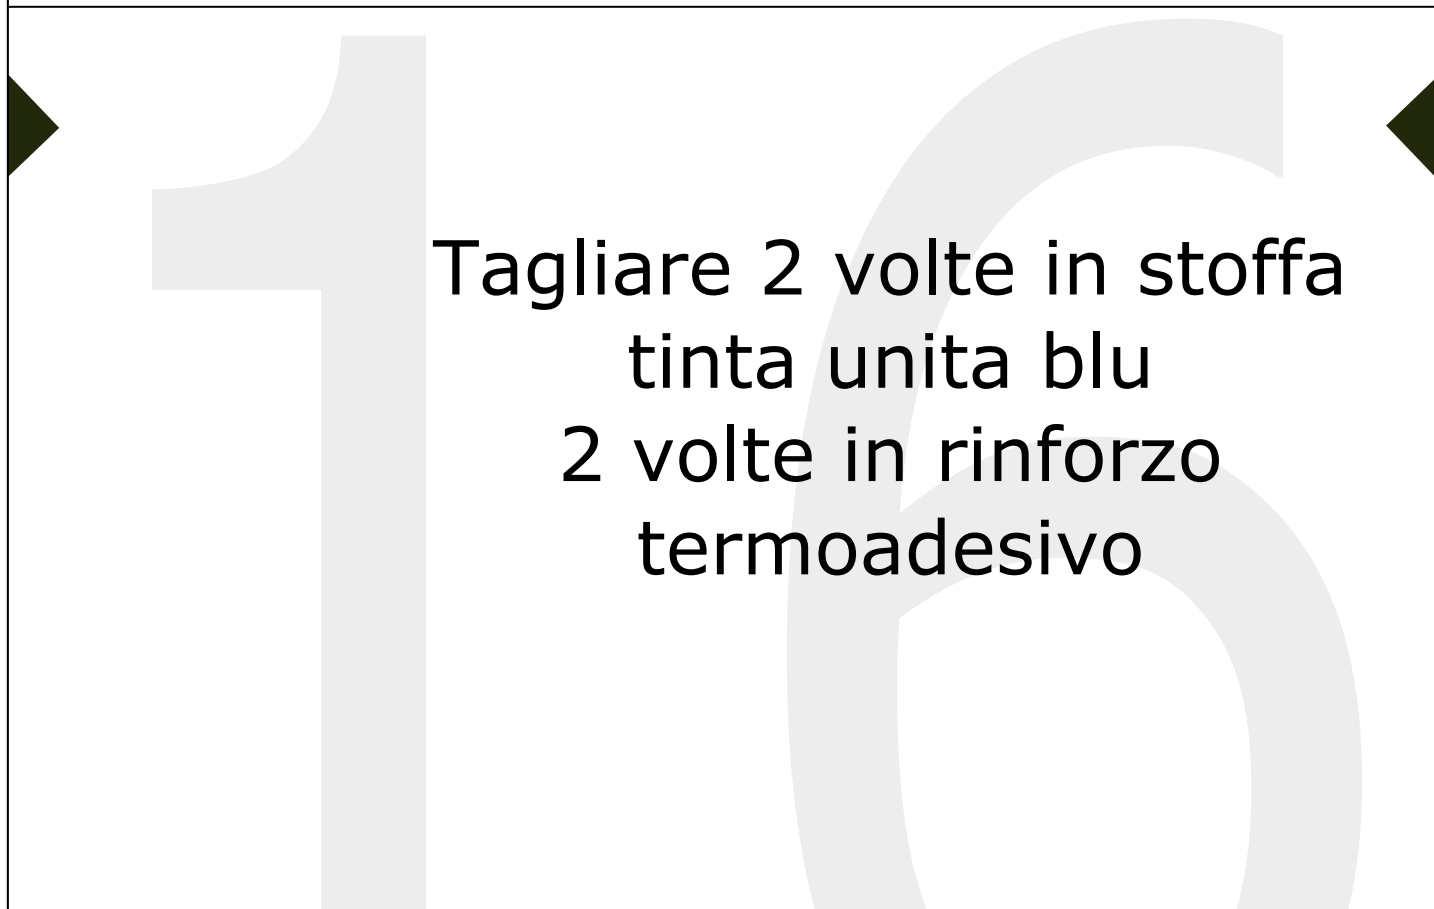 16
Tagliare 2 volte in stoffa
tinta unita blu
2 volte in rinforzo
termoadesivo